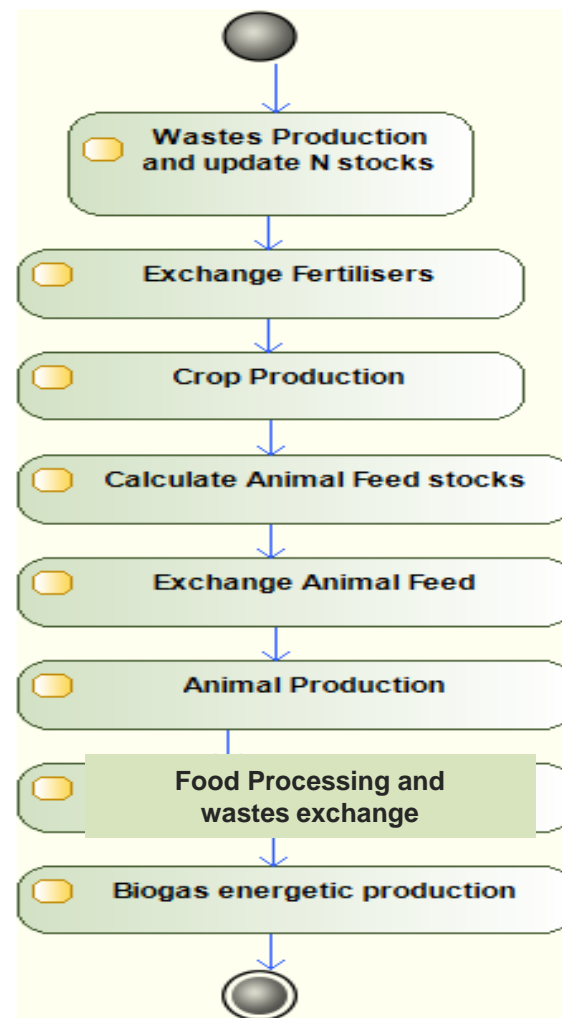 Wastes Production
and update N stocks
Exchange Fertilisers
Crop Production
Calculate Animal Feed stocks
Exchange Animal Feed
Animal Production
Food Processing and
wastes exchange
Biogas energetic production